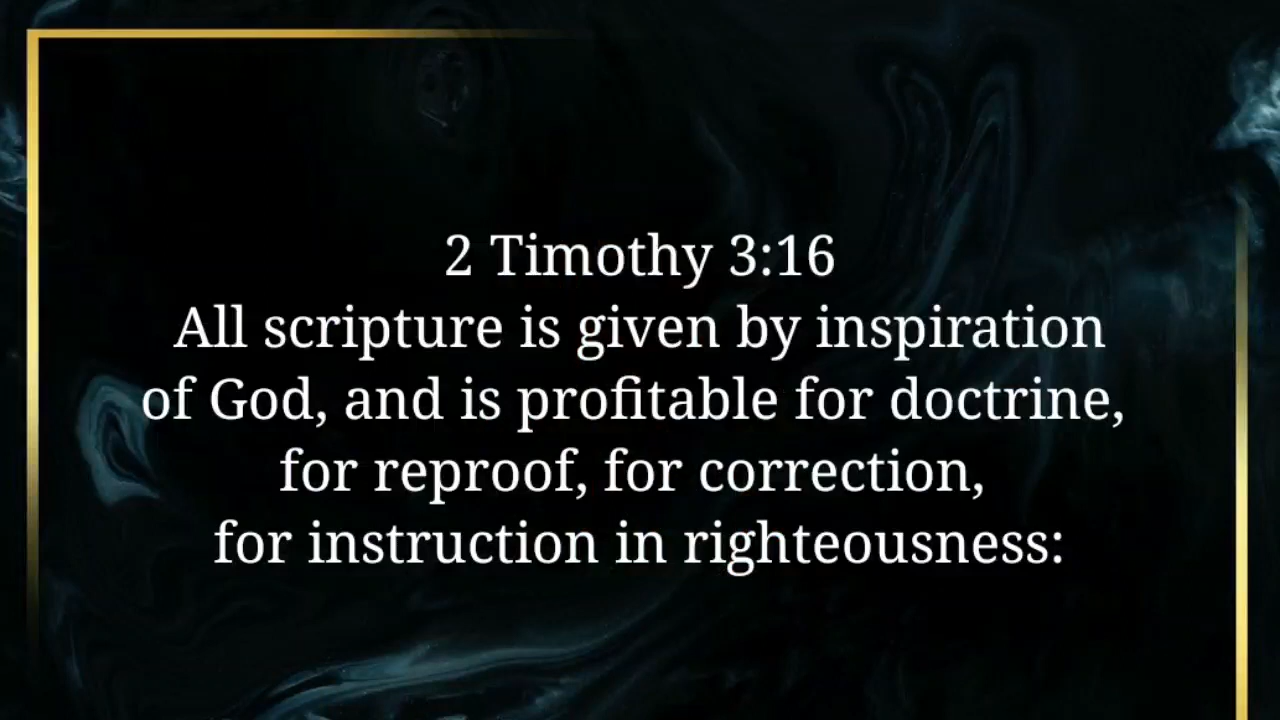 2 Timothy 3:16
All scripture is given by inspiration
of God, and is profitable for doctrine,
for reproof, for correction,
for instruction in righteousness: